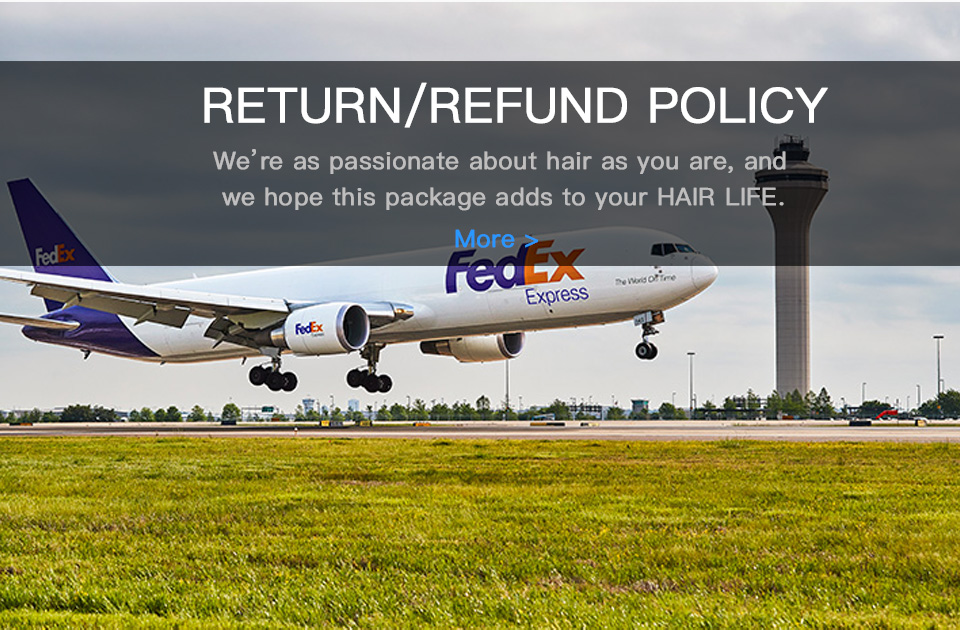 RETURN/REFUND POLICY
We're as passionate about hair as you are, and
we hope this package adds to your HAIR LIFE.
More >
FedEx
FedEx
Express
The World On Time
FedEx